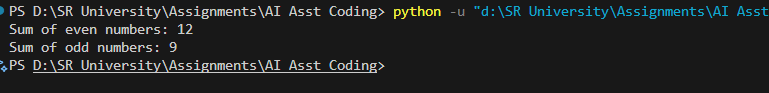 PS D:\SR University\Assignments\AI Asst Coding> python -u "d:\SR University\Assignments\AI Asst
Sum of even numbers: 12
Sum of odd numbers: 9
PS D:\SR University\Assignments\AI Asst Coding>